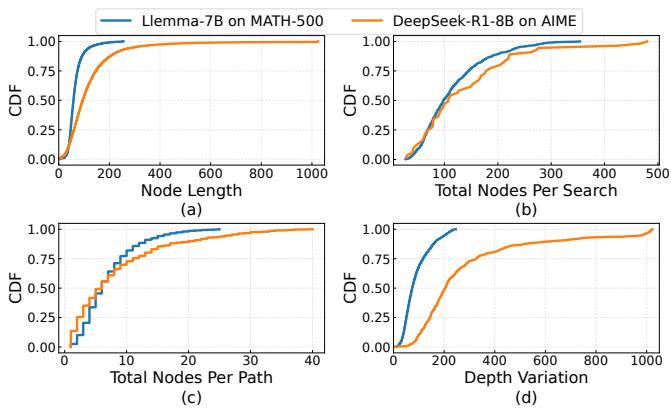 Llemma-7B on MATH-500 DeepSeek-R1-8B on AIME
CDF
1.00
0.75
0.50
0.25
0.00
0 200 400 600 800 1000
Node Length
(a)
CDF
1.00
0.75
0.50
0.25
0.00
100 200 300 400 500
Total Nodes Per Search
(b)
CDF
1.00
0.75
0.50
0.25
0.00
0 10 20 30 40
Total Nodes Per Path
(c)
CDF
1.00
0.75
0.50
0.25
0.00
0 200 400 600 800 1000
Depth Variation
(d)